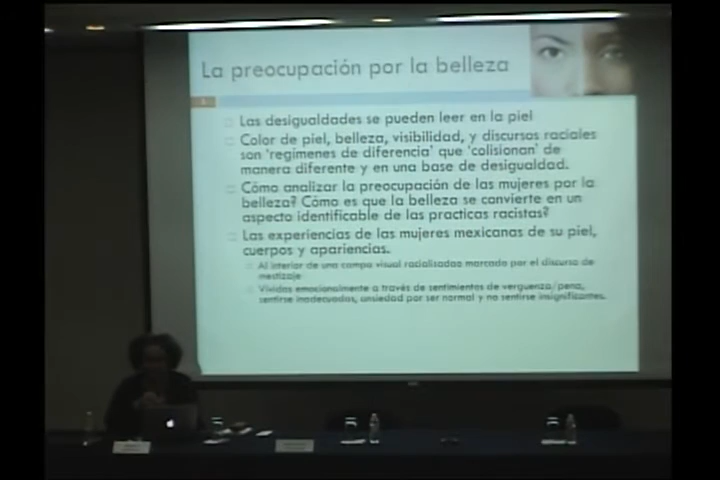 La preocupación por la belleza
Las desigualdades se pueden leer en la piel
Color de piel, belleza, visibilidad, y discursos raciales
son 'regímenes de diferencia' que 'colisionan' de
manera diferente y en una base de desigualdad.
Cómo analizar la preocupación de las mujeres por la
belleza? Cómo es que la belleza se convierte en un
aspecto identificable de las practicas racistas?
Las experiencias de las mujeres mexicanas de su piel,
cuerpos y apariencias.
Al interior de una campo visual racializadao marcado por el discurso de
mestizaje
Vividas emocionalmente a través de sentimientos de verguenza/pena,
sentirse inadecuadas, ansiedad por ser normal y no sentirse insignificantes.